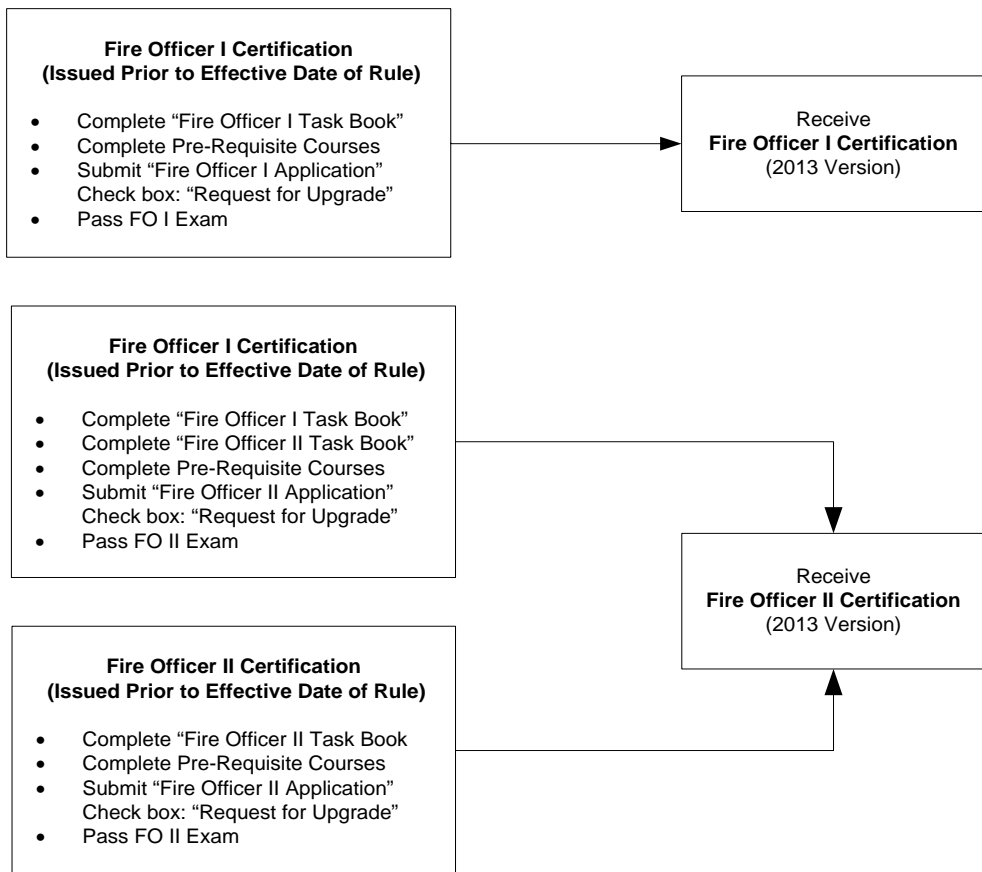 Fire Officer I Certification
(Issued Prior to Effective Date of Rule)
• Complete “Fire Officer I Task Book”
• Complete Pre-Requisite Courses
• Submit “Fire Officer I Application”
Check box: “Request for Upgrade”
• Pass FO I Exam
Receive
Fire Officer I Certification
(2013 Version)
Fire Officer I Certification
(Issued Prior to Effective Date of Rule)
• Complete “Fire Officer I Task Book”
• Complete “Fire Officer II Task Book”
• Complete Pre-Requisite Courses
• Submit “Fire Officer II Application”
Check box: “Request for Upgrade”
• Pass FO II Exam
Receive
Fire Officer II Certification
(2013 Version)
Fire Officer II Certification
(Issued Prior to Effective Date of Rule)
• Complete “Fire Officer II Task Book
• Complete Pre-Requisite Courses
• Submit “Fire Officer II Application”
Check box: “Request for Upgrade”
• Pass FO II Exam